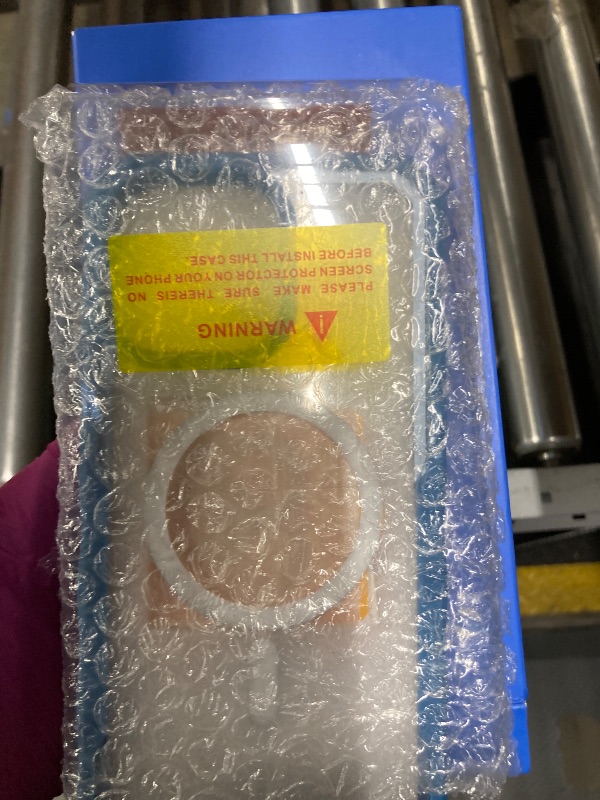 WARNING
PLEASE MAKE SURE THEREIS NO
SCREEN PROTECTOR ON YOUR PHONE
BEFORE INSTALL THIS CASE